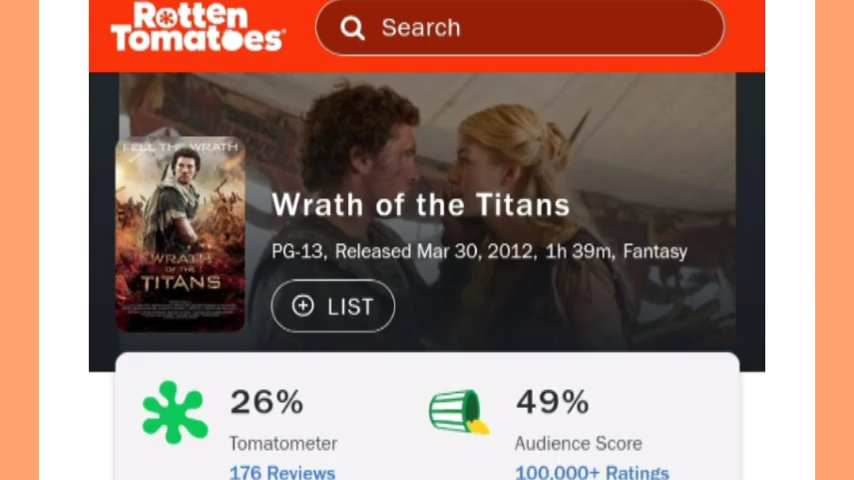 Rotten
Tomatoes
Search
FEEL THE WRATH
WRATH
OF THE
TITANS
Wrath of the Titans
PG-13, Released Mar 30, 2012, 1h 39m, Fantasy
LIST
26%
49%
Tomatometer
Audience Score
176 Reviews
100,000+ Ratings